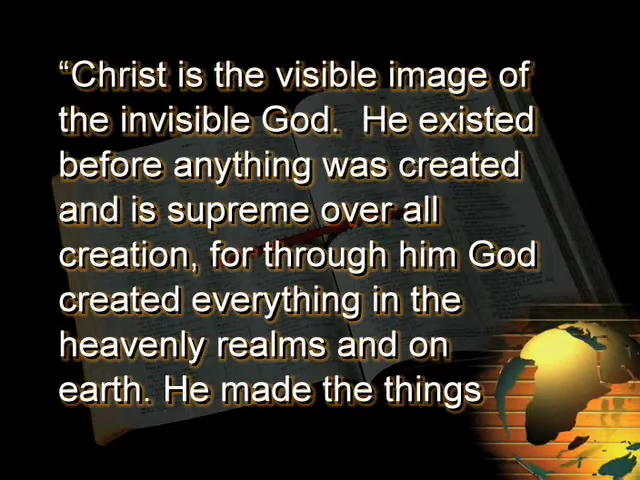 “Christ is the visible image of
the invisible God.  He existed
before anything was created
and is supreme over all
creation, for through him God
created everything in the
heavenly realms and on
earth. He made the things